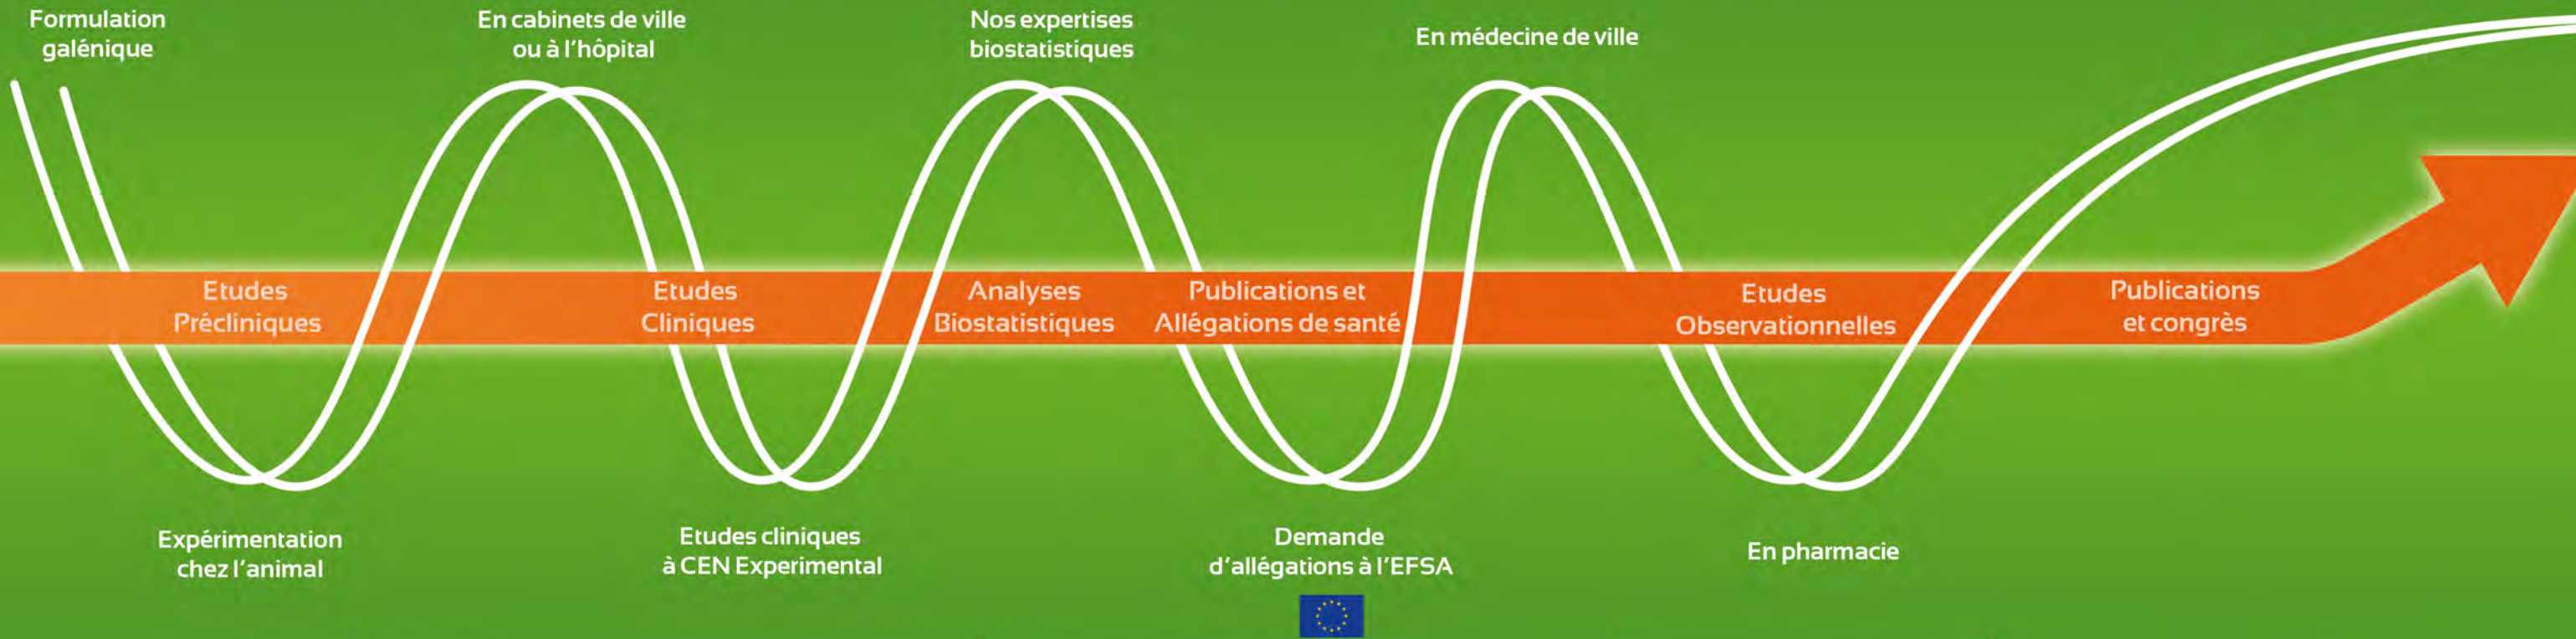 Formulation
galénique
En cabinets de ville
ou à l'hôpital
Nos expertises
biostatistiques
En médecine de ville
Etudes
Précliniques
Etudes
Cliniques
Analyses
Biostatistiques
Publications et
Allégations de santé
Etudes
Observationnelles
Publications
et congrès
Expérimentation
chez l'animal
Etudes cliniques
à CEN Experimental
Demande
d'allégations à l'EFSA
En pharmacie